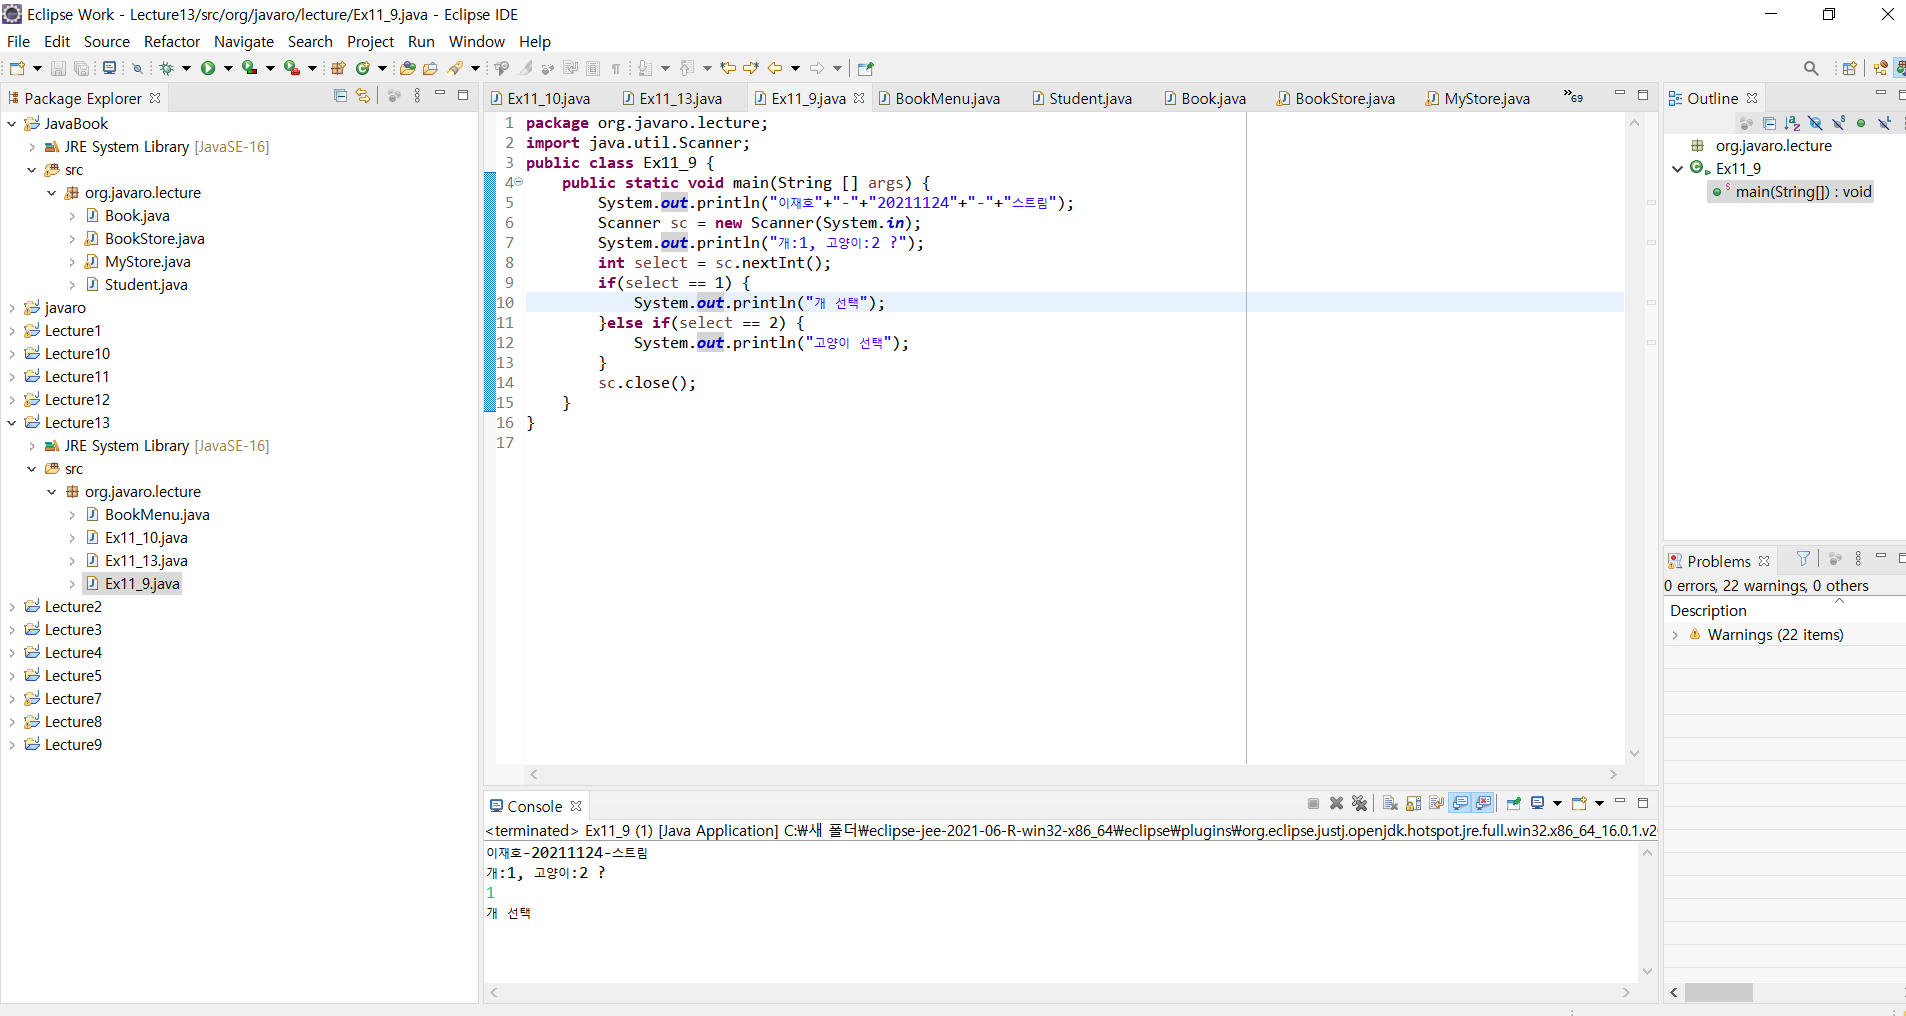 Eclipse Work - Lecture13/src/org/javaro/lecture/Ex11_9.java - Eclipse IDE
File Edit Source Refactor Navigate Search Project Run Window Help
Package Explorer
JavaBook
JRE System Library [JavaSE-16]
src
org.javaro.lecture
Book.java
BookStore.java
MyStore.java
Student.java
javaro
Lecture1
Lecture10
Lecture11
Lecture12
Lecture13
JRE System Library [JavaSE-16]
src
org.javaro.lecture
BookMenu.java
Ex11_10.java
Ex11_13.java
Ex11_9.java
Lecture2
Lecture3
Lecture4
Lecture5
Lecture7
Lecture8
Lecture9
Ex11_10.java Ex11_13.java Ex11_9.java BookMenu.java Student.java Book.java BookStore.java MyStore.java »69
1 package org.javaro.lecture;
2 import java.util.Scanner;
3 public class Ex11_9 {
4 public static void main(String [] args) {
5 System.out.println("이재호"+"-"+"20211124"+"-"+"스트림");
6 Scanner sc = new Scanner(System.in);
7 System.out.println("개:1, 고양이:2 ?");
8 int select = sc.nextInt();
9 if(select == 1) {
10 System.out.println("개 선택");
11 }else if(select == 2) {
12 System.out.println("고양이 선택");
13 }
14 sc.close();
15 }
16 }
17
Console
<terminated> Ex11_9 (1) [Java Application] C:₩새 폴더₩eclipse-jee-2021-06-R-win32-x86_64₩eclipse₩plugins₩org.eclipse.justj.openjdk.hotspot.jre.full.win32.x86_64_16.0.1.v2
이재호-20211124-스트림
개:1, 고양이:2 ?
1
개 선택
Outline
org.javaro.lecture
Ex11_9
main(String[]) : void
Problems
0 errors, 22 warnings, 0 others
Description
Warnings (22 items)